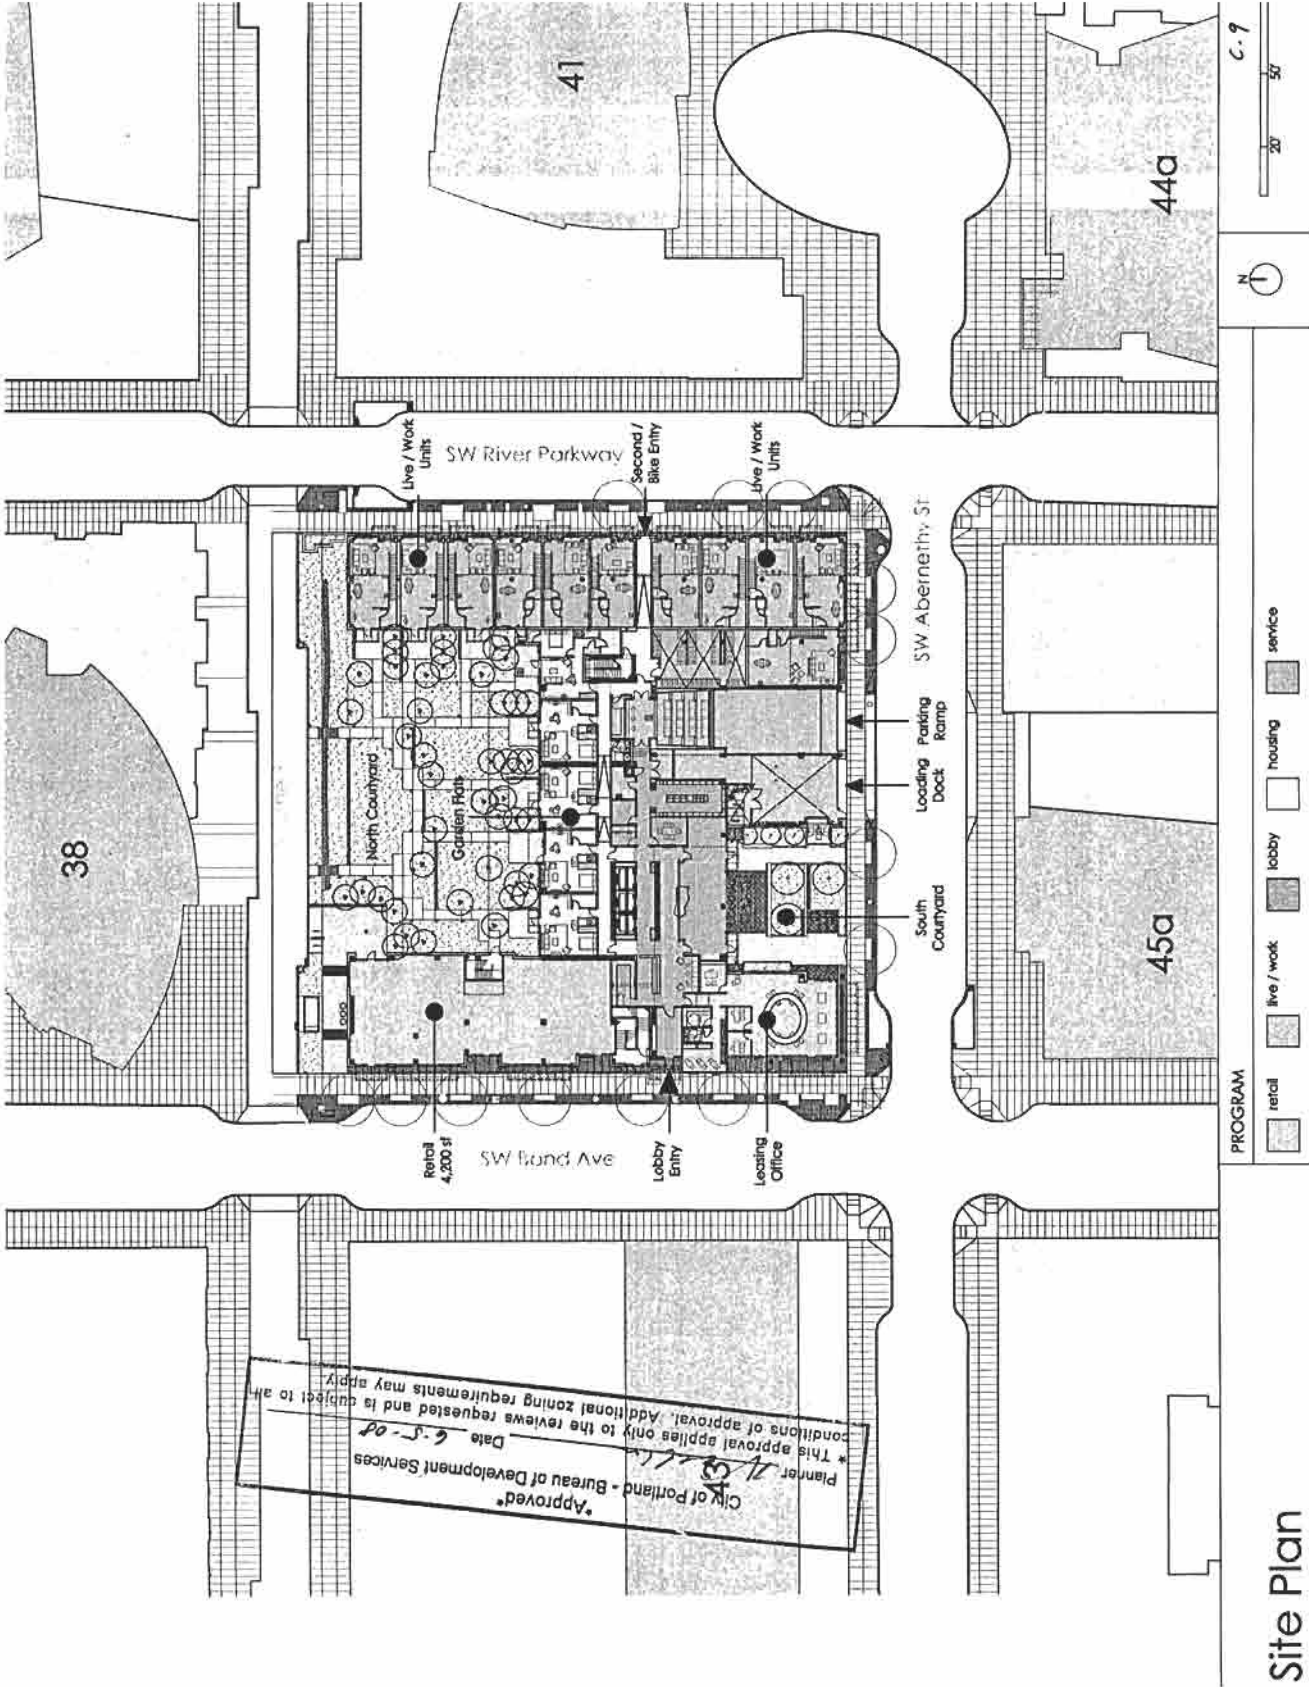 41
38
44a
45a
43
Live / Work
Units
SW River Parkway
Second /
Bike Entry
Live / Work
Units
North Courtyard
Garden Flats
SW Abernethy St
Parking
Ramp
Loading
Dock
South
Courtyard
Retail
4,200 sf
SW Bond Ave
Lobby
Entry
Leasing
Office
*Approved*
City of Portland - Bureau of Development Services
Planner
Date 6-5-08
* This approval applies only to the reviews requested and is subject to all
conditions of approval. Additional zoning requirements may apply.
Site Plan
PROGRAM
retail
live / work
lobby
housing
service
N
20'
50'
C.9